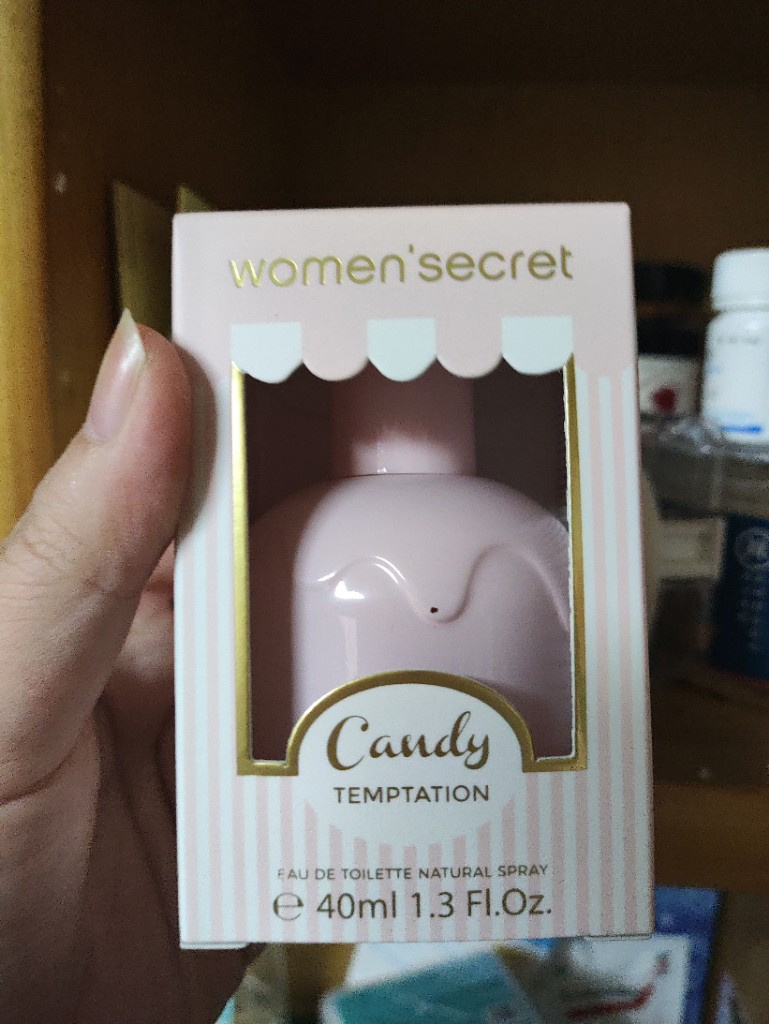 women'secret
Candy
TEMPTATION
EAU DE TOILETTE NATURAL SPRAY
℮ 40ml 1.3 Fl.Oz.